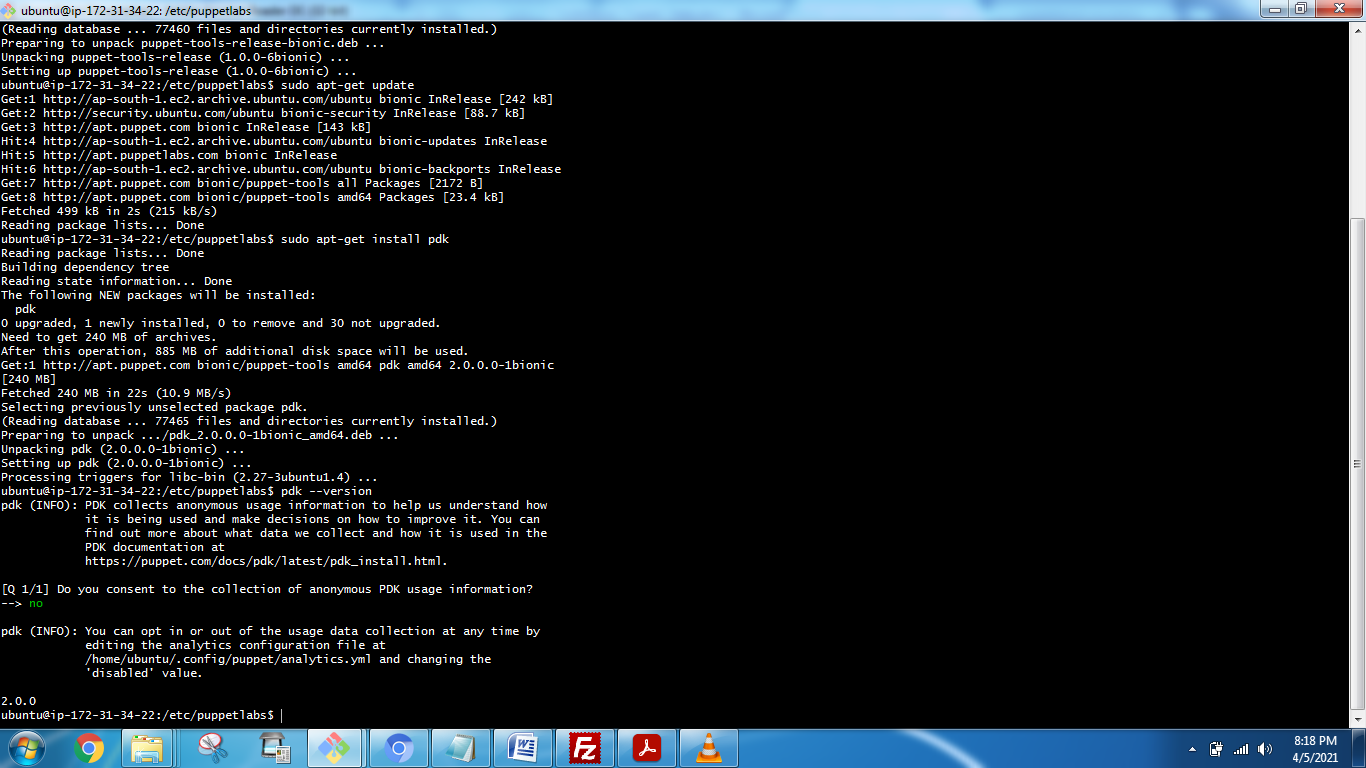 ubuntu@ip-172-31-34-22: /etc/puppetlabs
(Reading database ... 77460 files and directories currently installed.)
Preparing to unpack puppet-tools-release-bionic.deb ...
Unpacking puppet-tools-release (1.0.0-6bionic) ...
Setting up puppet-tools-release (1.0.0-6bionic) ...
ubuntu@ip-172-31-34-22:/etc/puppetlabs$ sudo apt-get update
Get:1 http://ap-south-1.ec2.archive.ubuntu.com/ubuntu bionic InRelease [242 kB]
Get:2 http://security.ubuntu.com/ubuntu bionic-security InRelease [88.7 kB]
Get:3 http://apt.puppet.com bionic InRelease [143 kB]
Hit:4 http://ap-south-1.ec2.archive.ubuntu.com/ubuntu bionic-updates InRelease
Hit:5 http://apt.puppetlabs.com bionic InRelease
Hit:6 http://ap-south-1.ec2.archive.ubuntu.com/ubuntu bionic-backports InRelease
Get:7 http://apt.puppet.com bionic/puppet-tools all Packages [2172 B]
Get:8 http://apt.puppet.com bionic/puppet-tools amd64 Packages [23.4 kB]
Fetched 499 kB in 2s (215 kB/s)
Reading package lists... Done
ubuntu@ip-172-31-34-22:/etc/puppetlabs$ sudo apt-get install pdk
Reading package lists... Done
Building dependency tree
Reading state information... Done
The following NEW packages will be installed:
  pdk
0 upgraded, 1 newly installed, 0 to remove and 30 not upgraded.
Need to get 240 MB of archives.
After this operation, 885 MB of additional disk space will be used.
Get:1 http://apt.puppet.com bionic/puppet-tools amd64 pdk amd64 2.0.0.0-1bionic
[240 MB]
Fetched 240 MB in 22s (10.9 MB/s)
Selecting previously unselected package pdk.
(Reading database ... 77465 files and directories currently installed.)
Preparing to unpack .../pdk_2.0.0.0-1bionic_amd64.deb ...
Unpacking pdk (2.0.0.0-1bionic) ...
Setting up pdk (2.0.0.0-1bionic) ...
Processing triggers for libc-bin (2.27-3ubuntu1.4) ...
ubuntu@ip-172-31-34-22:/etc/puppetlabs$ pdk --version
pdk (INFO): PDK collects anonymous usage information to help us understand how
            it is being used and make decisions on how to improve it. You can
            find out more about what data we collect and how it is used in the
            PDK documentation at
            https://puppet.com/docs/pdk/latest/pdk_install.html.
[Q 1/1] Do you consent to the collection of anonymous PDK usage information?
--> no
pdk (INFO): You can opt in or out of the usage data collection at any time by
            editing the analytics configuration file at
            /home/ubuntu/.config/puppet/analytics.yml and changing the
            'disabled' value.
2.0.0
ubuntu@ip-172-31-34-22:/etc/puppetlabs$
8:18 PM
4/5/2021